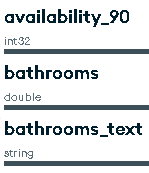 availability_90
int32
bathrooms
double
bathrooms_text
string